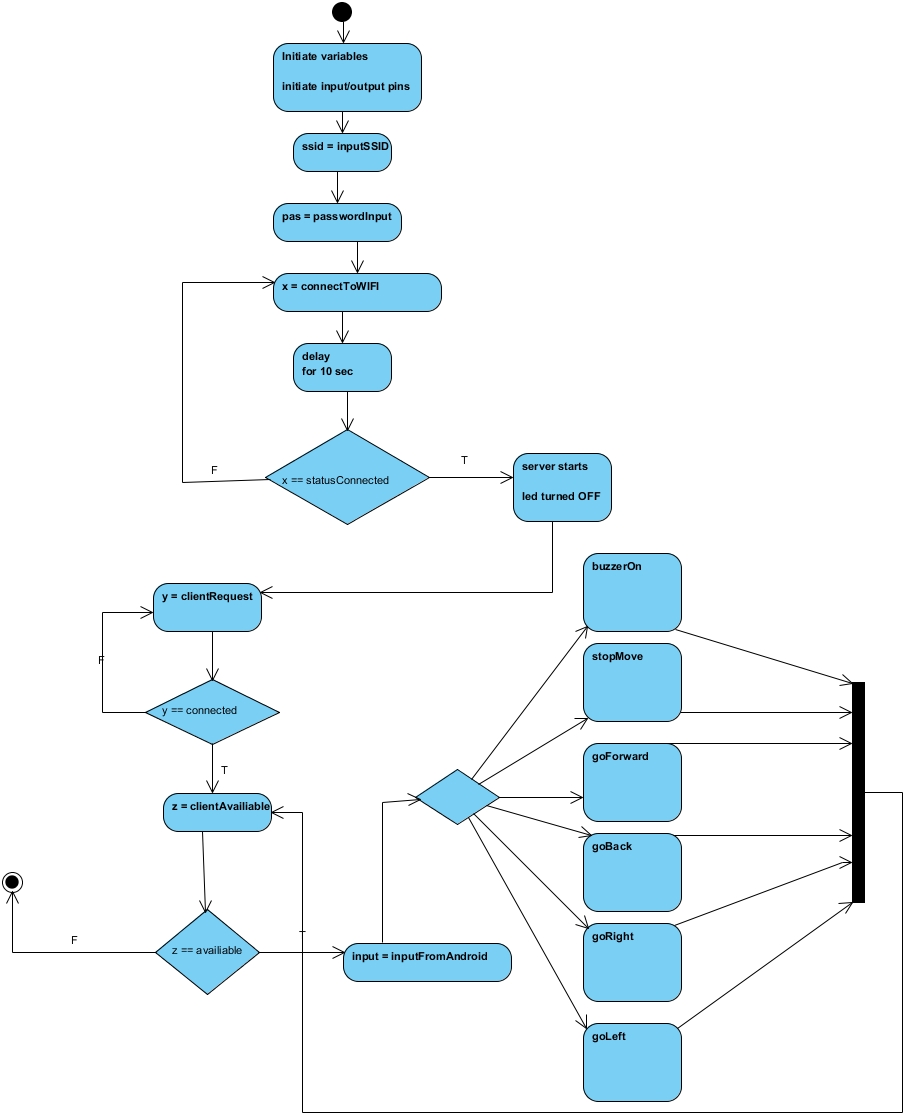 Initiate variables
initiate input/output pins
ssid = inputSSID
pas = passwordInput
x = connectToWIFI
delay
for 10 sec
x == statusConnected
F
T
server starts
led turned OFF
y = clientRequest
F
y == connected
T
z = clientAvailiable
z == availiable
F
T
input = inputFromAndroid
buzzerOn
stopMove
goForward
goBack
goRight
goLeft